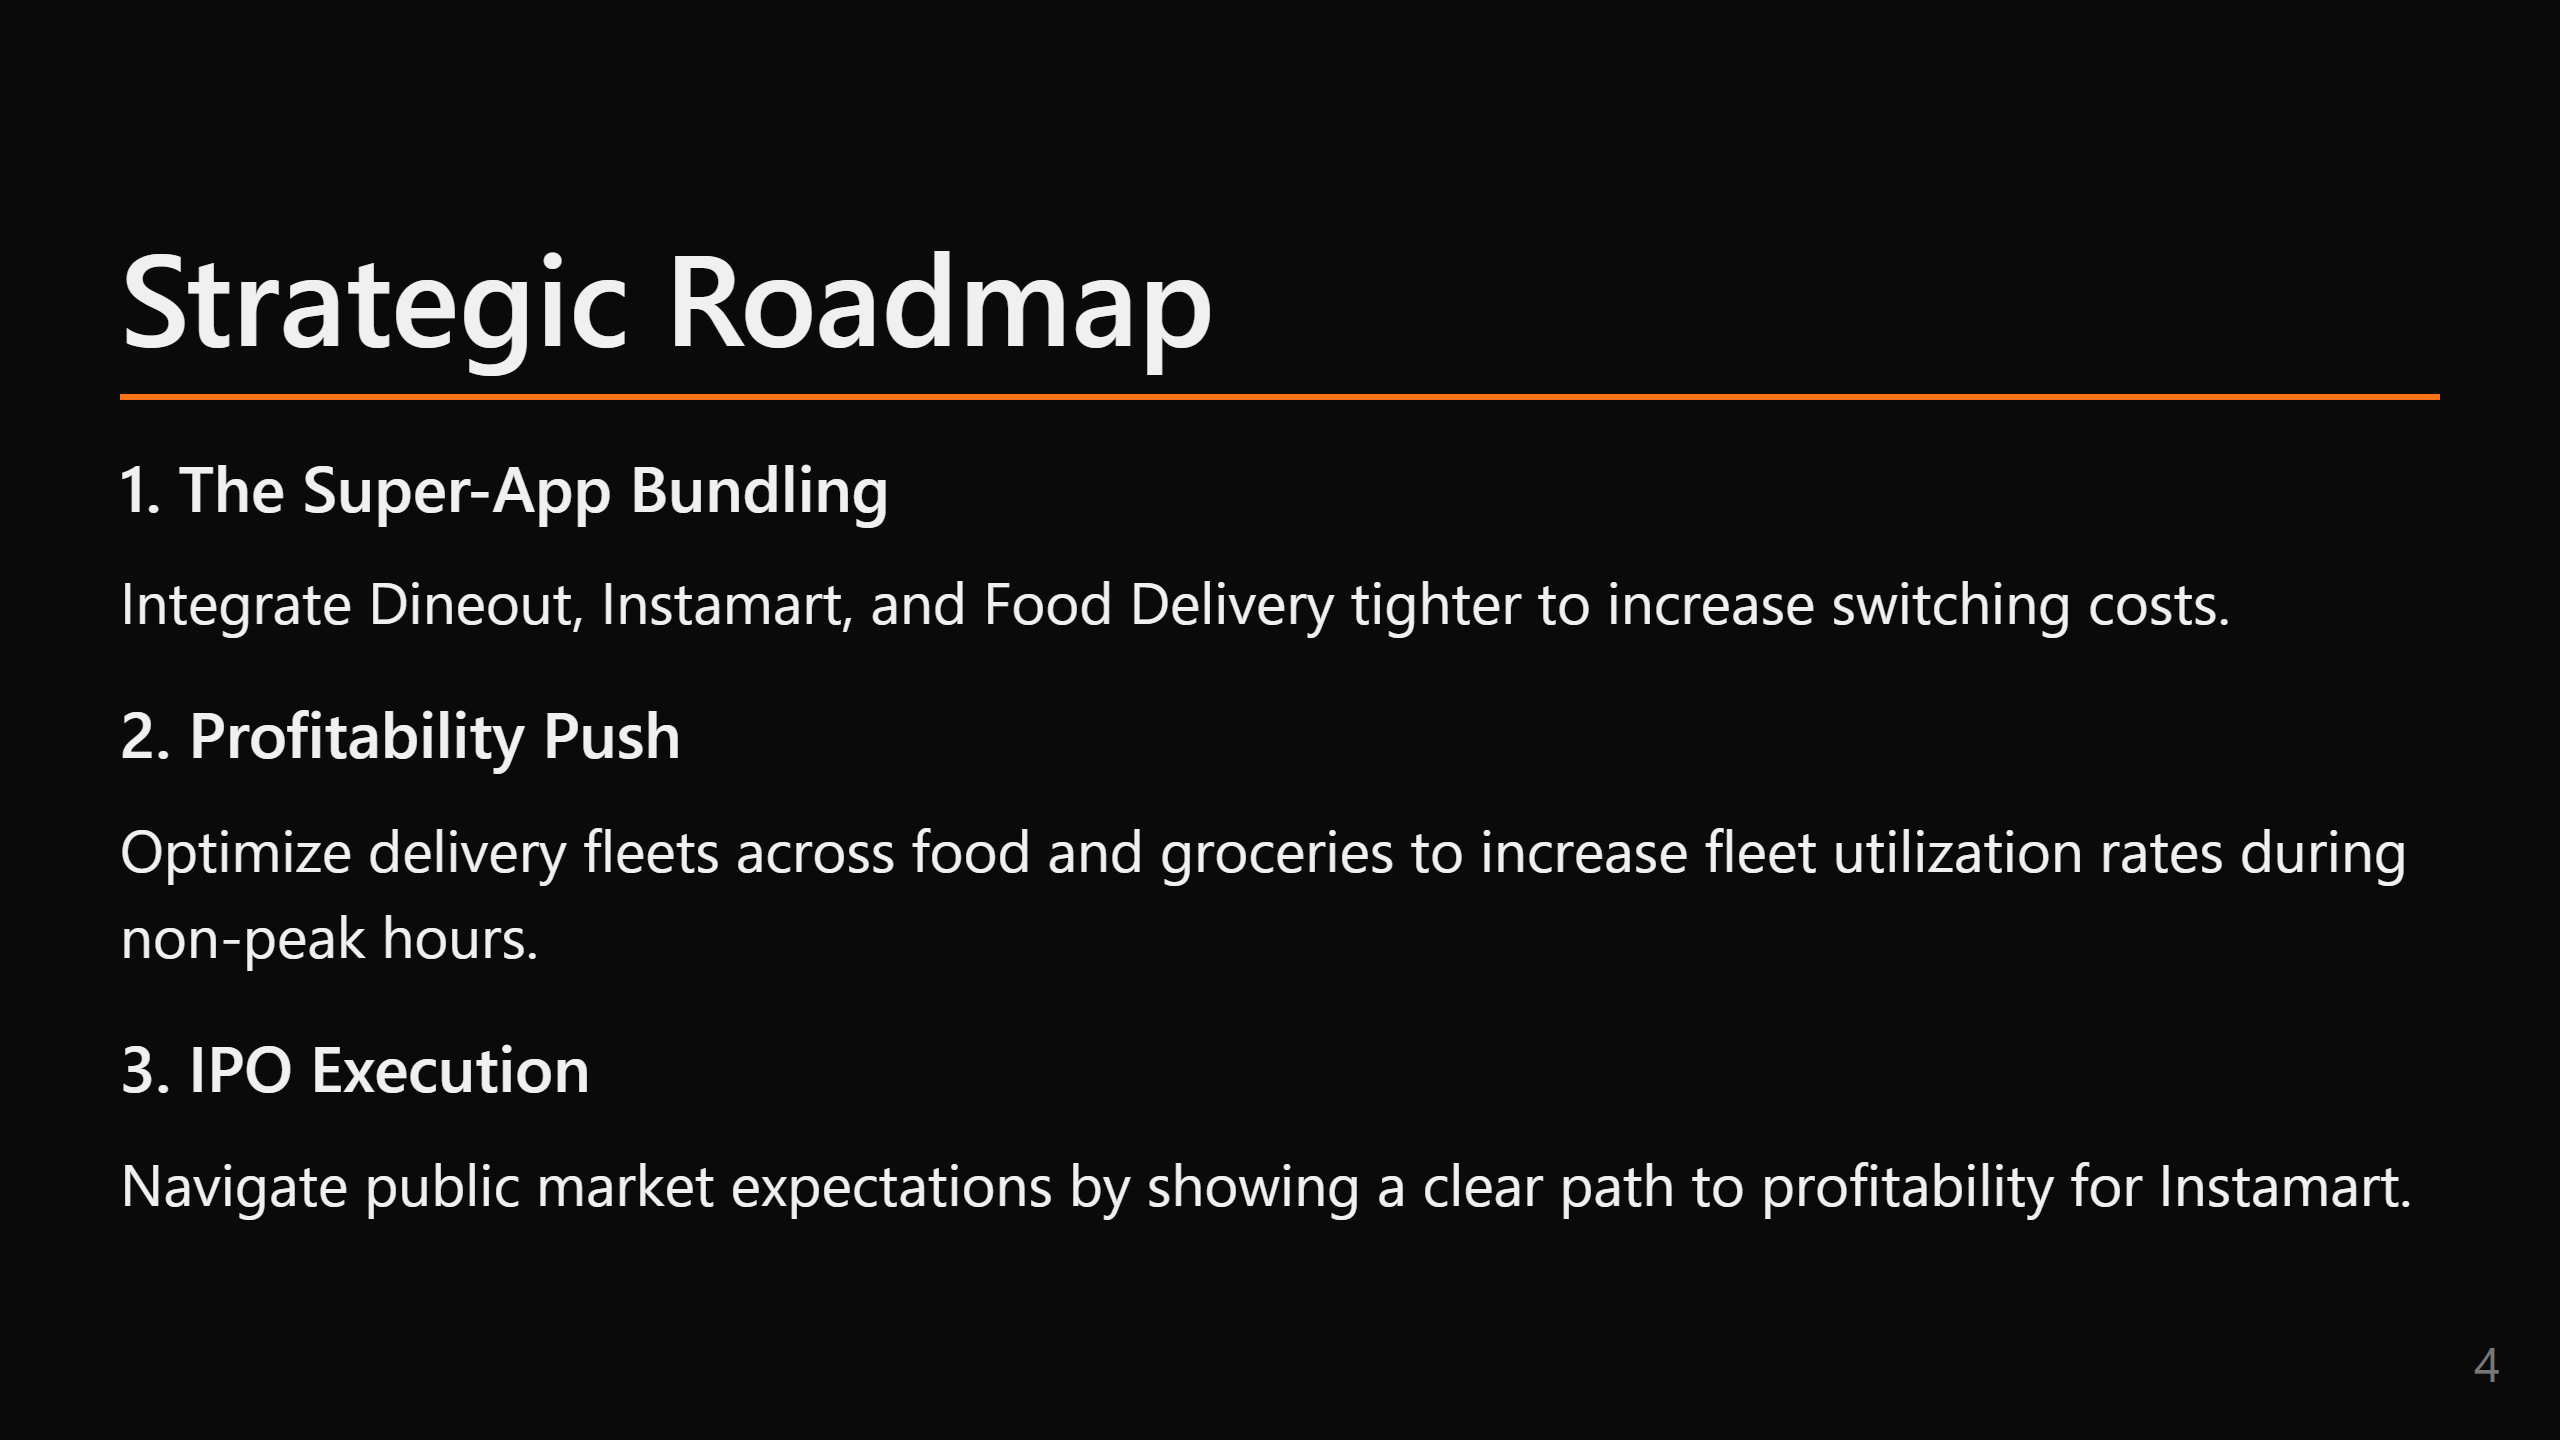 Strategic Roadmap
1. The Super-App Bundling
Integrate Dineout, Instamart, and Food Delivery tighter to increase switching costs.
2. Profitability Push
Optimize delivery fleets across food and groceries to increase fleet utilization rates during
non-peak hours.
3. IPO Execution
Navigate public market expectations by showing a clear path to profitability for Instamart.
4